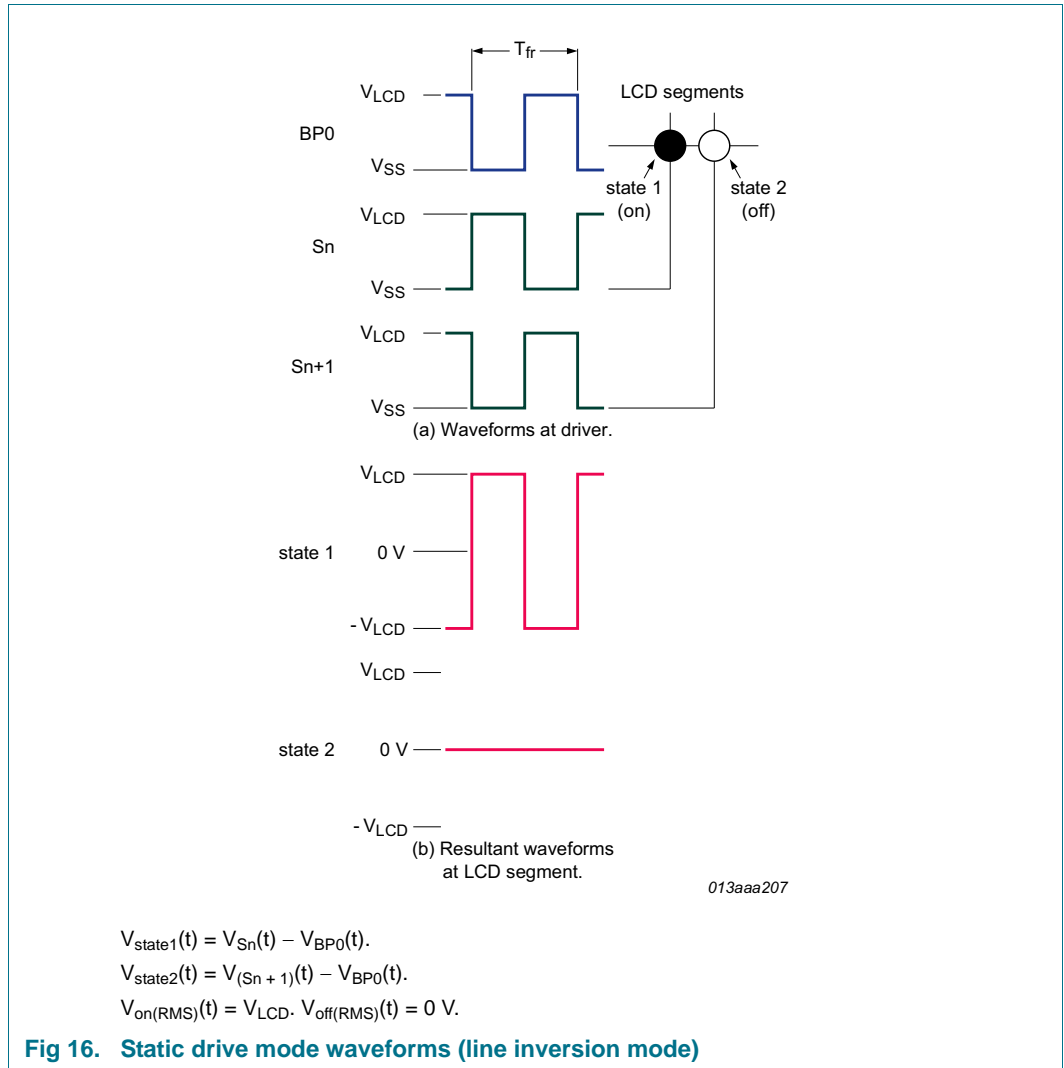 Tfr
VLCD
BP0
VSS
LCD segments
state 1
(on)
state 2
(off)
VLCD
Sn
VSS
VLCD
Sn+1
VSS
(a) Waveforms at driver.
VLCD
state 1 0 V
- VLCD
VLCD
state 2 0 V
- VLCD
(b) Resultant waveforms
at LCD segment.
013aaa207
Vstate1(t) = VSn(t) − VBP0(t).
Vstate2(t) = V(Sn + 1)(t) − VBP0(t).
Von(RMS)(t) = VLCD. Voff(RMS)(t) = 0 V.
Fig 16. Static drive mode waveforms (line inversion mode)